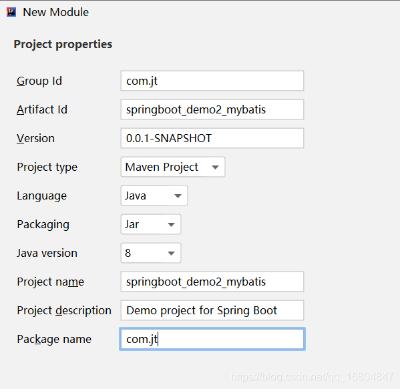 New Module
Project properties
Group Id com.jt
Artifact Id springboot_demo2_mybatis
Version 0.0.1-SNAPSHOT
Project type Maven Project
Language Java
Packaging Jar
Java version 8
Project name springboot_demo2_mybatis
Project description Demo project for Spring Boot
Package name com.jt
https://blog.csdn.net/qq_16804847